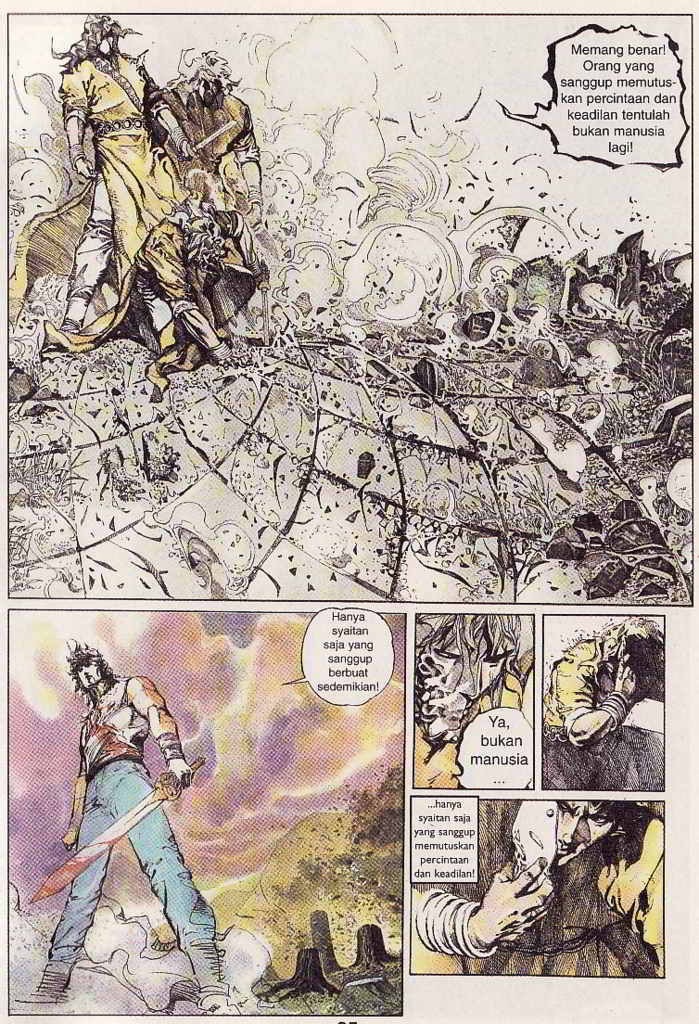 Memang benar!
Orang yang
sanggup memutus-
kan percintaan dan
keadilan tentulah
bukan manusia
lagi!
Hanya
syaitan
saja yang
sanggup
berbuat
sedemikian!
Ya,
bukan
manusia
...
...hanya
syaitan saja
yang sanggup
memutuskan
percintaan
dan keadilan!